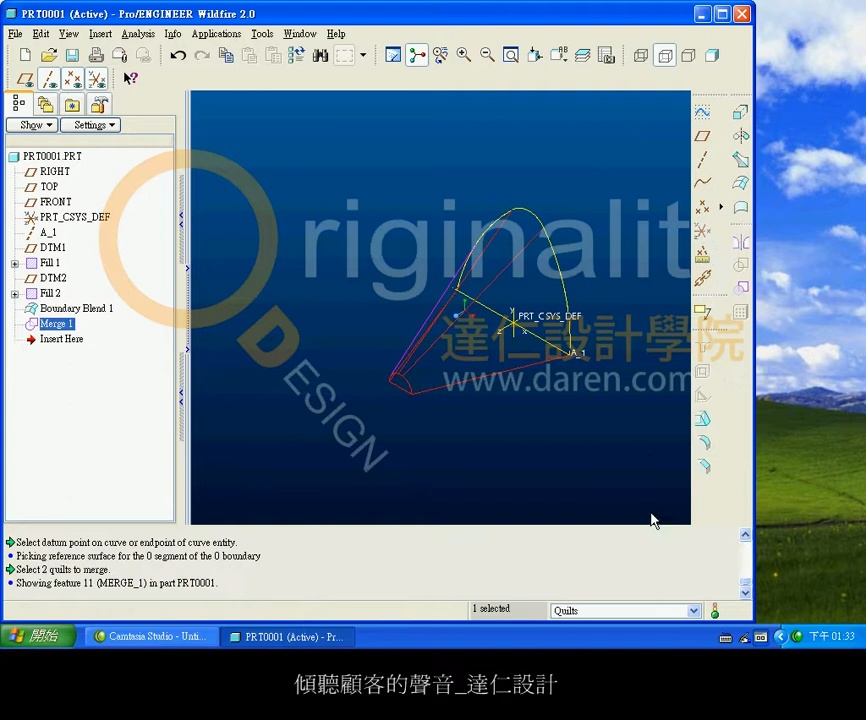 PRT0001 (Active) - Pro/ENGINEER Wildfire 2.0
File Edit View Insert Analysis Info Applications Tools Window Help
Show Settings
PRT0001.PRT
RIGHT
TOP
FRONT
PRT_CSYS_DEF
A_1
DTM1
Fill 1
DTM2
Fill 2
Boundary Blend 1
Merge 1
Insert Here
riginalit
DESIGN
達仁設計學院
www.daren.com
Y
PRT_CSYS_DEF
Z
X
A_1
Select datum point on curve or endpoint of curve entity.
Picking reference surface for the 0 segment of the 0 boundary
Select 2 quilts to merge.
Showing feature 11 (MERGE_1) in part PRT0001.
1 selected
Quilts
開始
Camtasia Studio - Unti...
PRT0001 (Active) - Pr...
下午 01:33
傾聽顧客的聲音_達仁設計